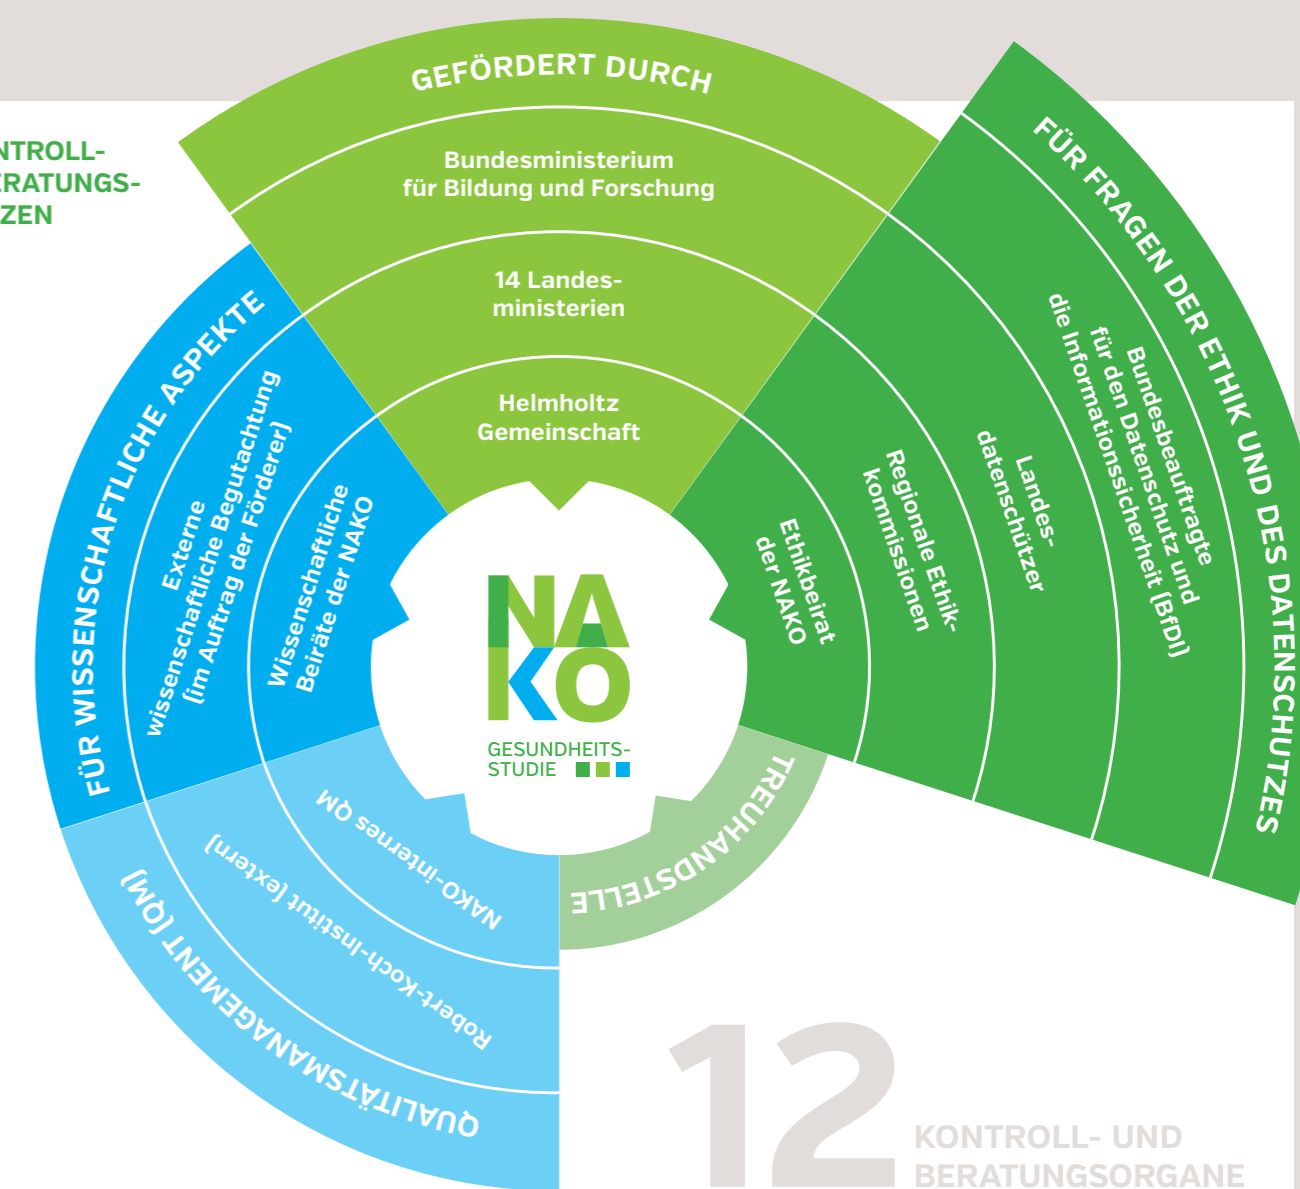 NTROLL-
ERATUNGS-
ZEN
GEFÖRDERT DURCH
Bundesministerium
für Bildung und Forschung
14 Landes-
ministerien
Helmholtz
Gemeinschaft
FÜR FRAGEN DER ETHIK UND DES DATENSCHUTZES
Bundesbeauftragte
für den Datenschutz und
die Informationssicherheit (BfDI)
Landes-
datenschützer
Regionale Ethik-
kommissionen
Ethikbeirat
der NAKO
FÜR WISSENSCHAFTLICHE ASPEKTE
Externe
wissenschaftliche Begutachtung
(im Auftrag der Förderer)
Wissenschaftliche
Beiräte der NAKO
NA
KO
GESUNDHEITS-
STUDIE
TREUHANDSTELLE
NAKO-internes QM
Robert-Koch-Institut (extern)
QUALITÄTSMANAGEMENT (QM)
12
KONTROLL- UND
BERATUNGSORGANE